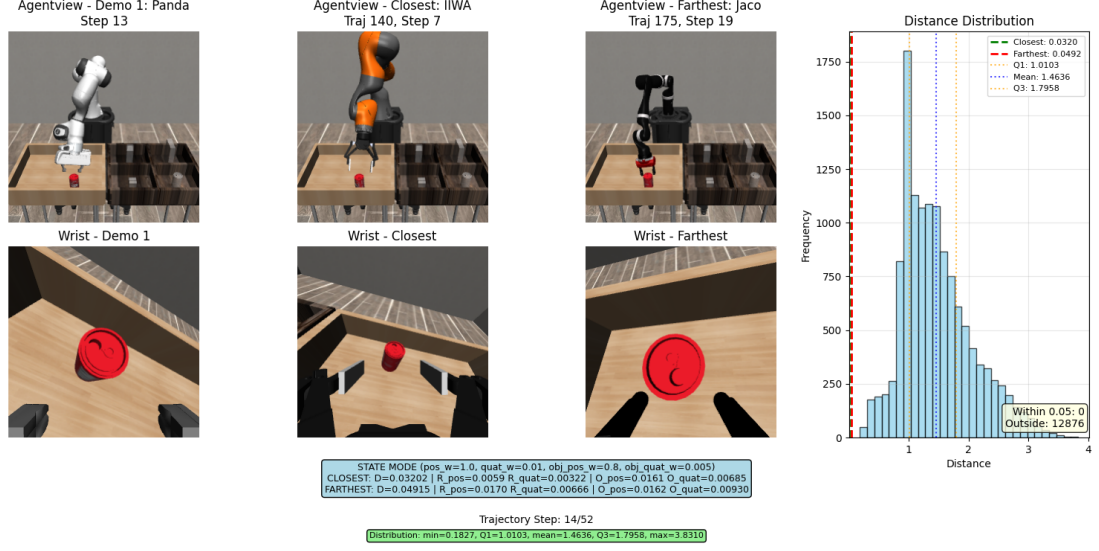 Agentview - Demo 1: Panda
Step 13
Agentview - Closest: IIWA
Traj 140, Step 7
Agentview - Farthest: Jaco
Traj 175, Step 19
Distance Distribution
Closest: 0.0320
Farthest: 0.0492
Q1: 1.0103
Mean: 1.4636
Q3: 1.7958
1750
1500
1250
1000
750
500
250
0
Frequency
Within 0.05: 0
Outside: 12876
1
2
3
4
Distance
Wrist - Demo 1
Wrist - Closest
Wrist - Farthest
STATE MODE (pos_w=1.0, quat_w=0.01, obj_pos_w=0.8, obj_quat_w=0.005)
CLOSEST: D=0.03202 | R_pos=0.0059 R_quat=0.00322 | O_pos=0.0161 O_quat=0.00685
FARTHEST: D=0.04915 | R_pos=0.0170 R_quat=0.00666 | O_pos=0.0162 O_quat=0.00930
Trajectory Step: 14/52
Distribution: min=0.1827, Q1=1.0103, mean=1.4636, Q3=1.7958, max=3.8310